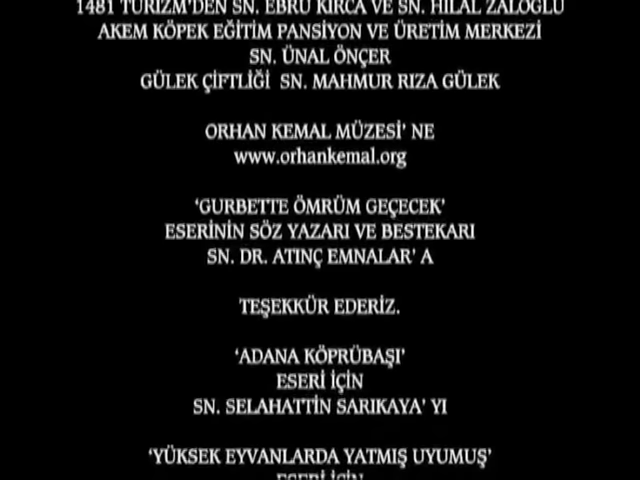 1481 TURİZM'DEN SN. EBRU KIRCA VE SN. HİLAL ZALOĞLU
AKEM KÖPEK EĞİTİM PANSİYON VE ÜRETİM MERKEZİ
SN. ÜNAL ÖNÇER
GÜLEK ÇİFTLİĞİ SN. MAHMUR RIZA GÜLEK
ORHAN KEMAL MÜZESİ' NE
www.orhankemal.org
'GURBETTE ÖMRÜM GEÇECEK'
ESERİNİN SÖZ YAZARI VE BESTEKARI
SN. DR. ATINÇ EMNALAR' A
TEŞEKKÜR EDERİZ.
'ADANA KÖPRÜBAŞI'
ESERİ İÇİN
SN. SELAHATTİN SARIKAYA' YI
'YÜKSEK EYVANLARDA YATMIŞ UYUMUŞ'
ESERİ İÇİN